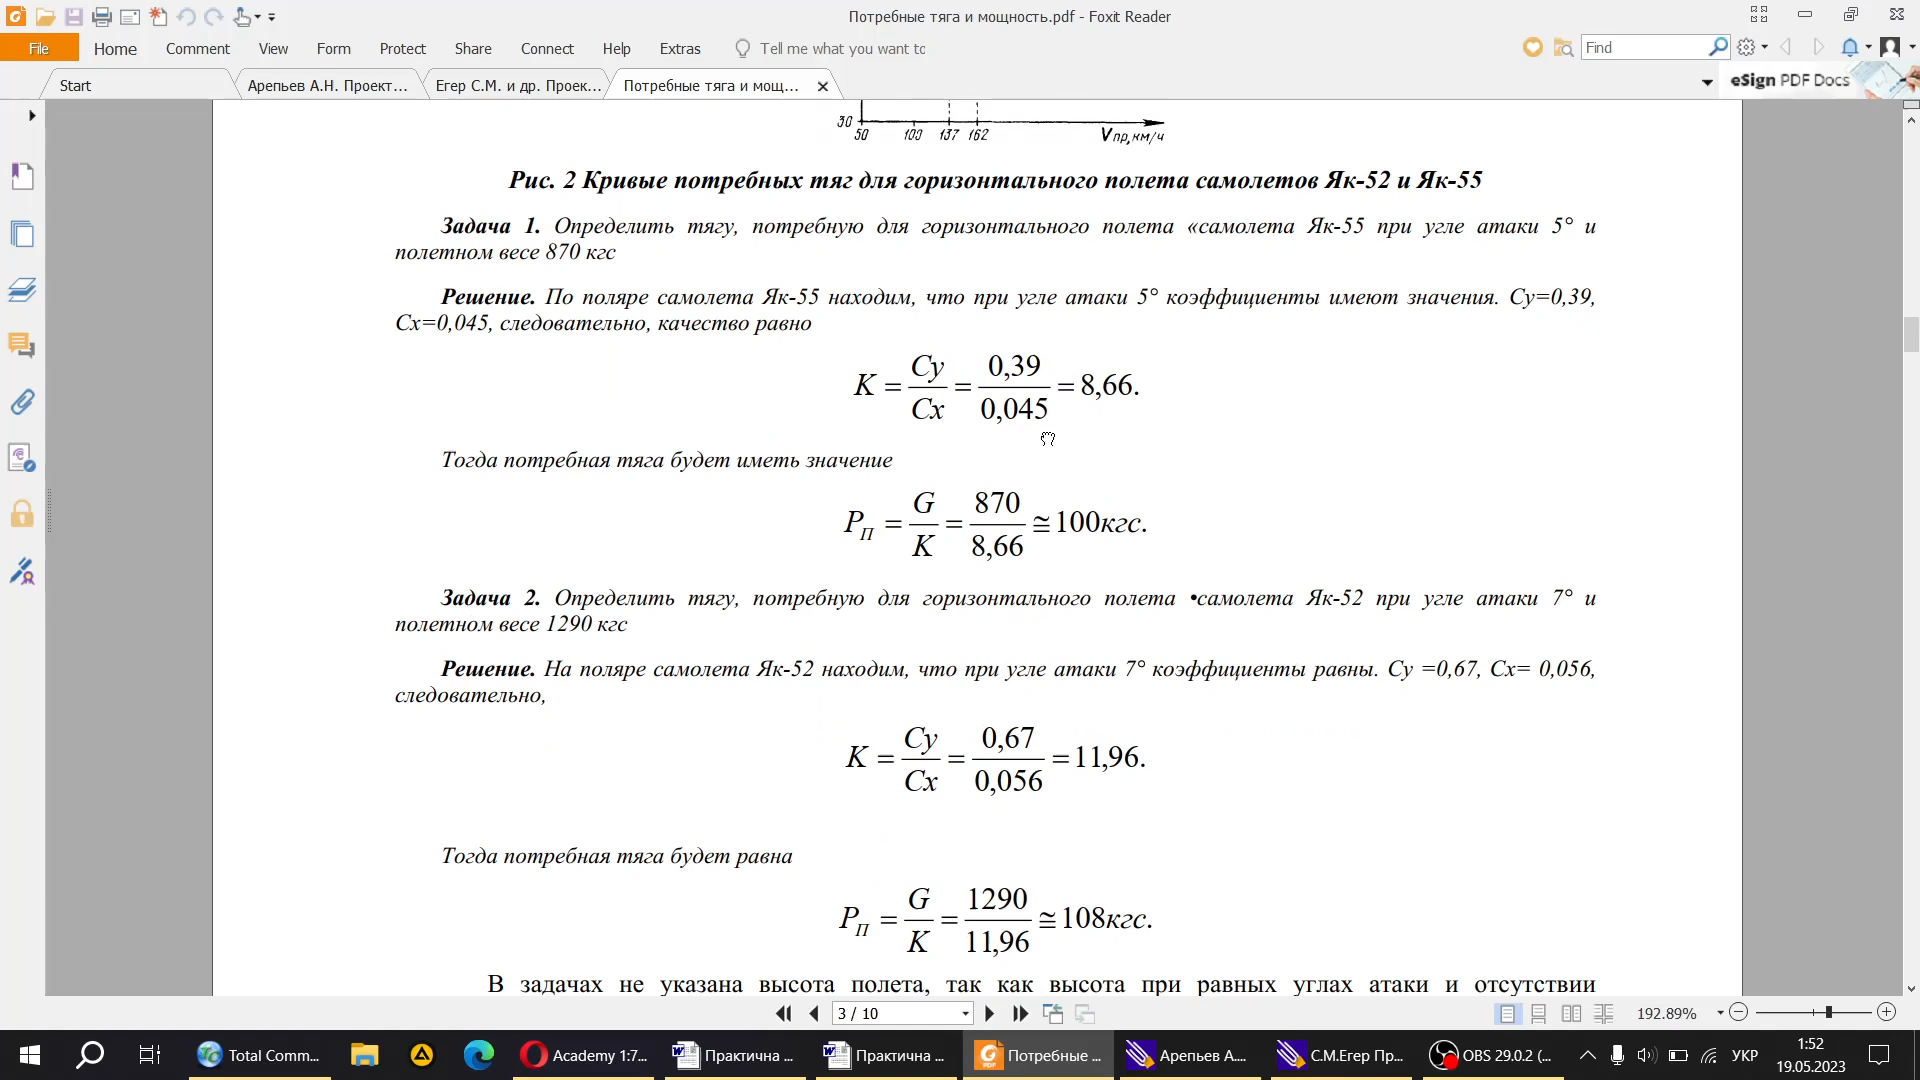 Потребные тяга и мощность.pdf - Foxit Reader
File Home Comment View Form Protect Share Connect Help Extras Tell me what you want to Find
Start Арепьев А.Н. Проект... Егер С.М. и др. Проек... Потребные тяга и мощ... eSign PDF Docs
30
50 100 137 162 Vпр,км/ч
Рис. 2 Кривые потребных тяг для горизонтального полета самолетов Як-52 и Як-55
Задача 1. Определить тягу, потребную для горизонтального полета «самолета Як-55 при угле атаки 5° и
полетном весе 870 кгс
Решение. По поляре самолета Як-55 находим, что при угле атаки 5° коэффициенты имеют значения. Су=0,39,
Сх=0,045, следовательно, качество равно
K = Cy/Cx = 0,39/0,045 = 8,66.
Тогда потребная тяга будет иметь значение
P_П = G/K = 870/8,66 ≅ 100кгс.
Задача 2. Определить тягу, потребную для горизонтального полета •самолета Як-52 при угле атаки 7° и
полетном весе 1290 кгс
Решение. На поляре самолета Як-52 находим, что при угле атаки 7° коэффициенты равны. Су =0,67, Сх= 0,056,
следовательно,
K = Cy/Cx = 0,67/0,056 = 11,96.
Тогда потребная тяга будет равна
P_П = G/K = 1290/11,96 ≅ 108кгс.
В задачах не указана высота полета, так как высота при равных углах атаки и отсутствии
3 / 10 192.89%
Total Comm... Academy 1:7... Практична ... Практична ... Потребные ... Арепьев А.... С.М.Егер Пр... OBS 29.0.2 (... УКР 1:52
19.05.2023